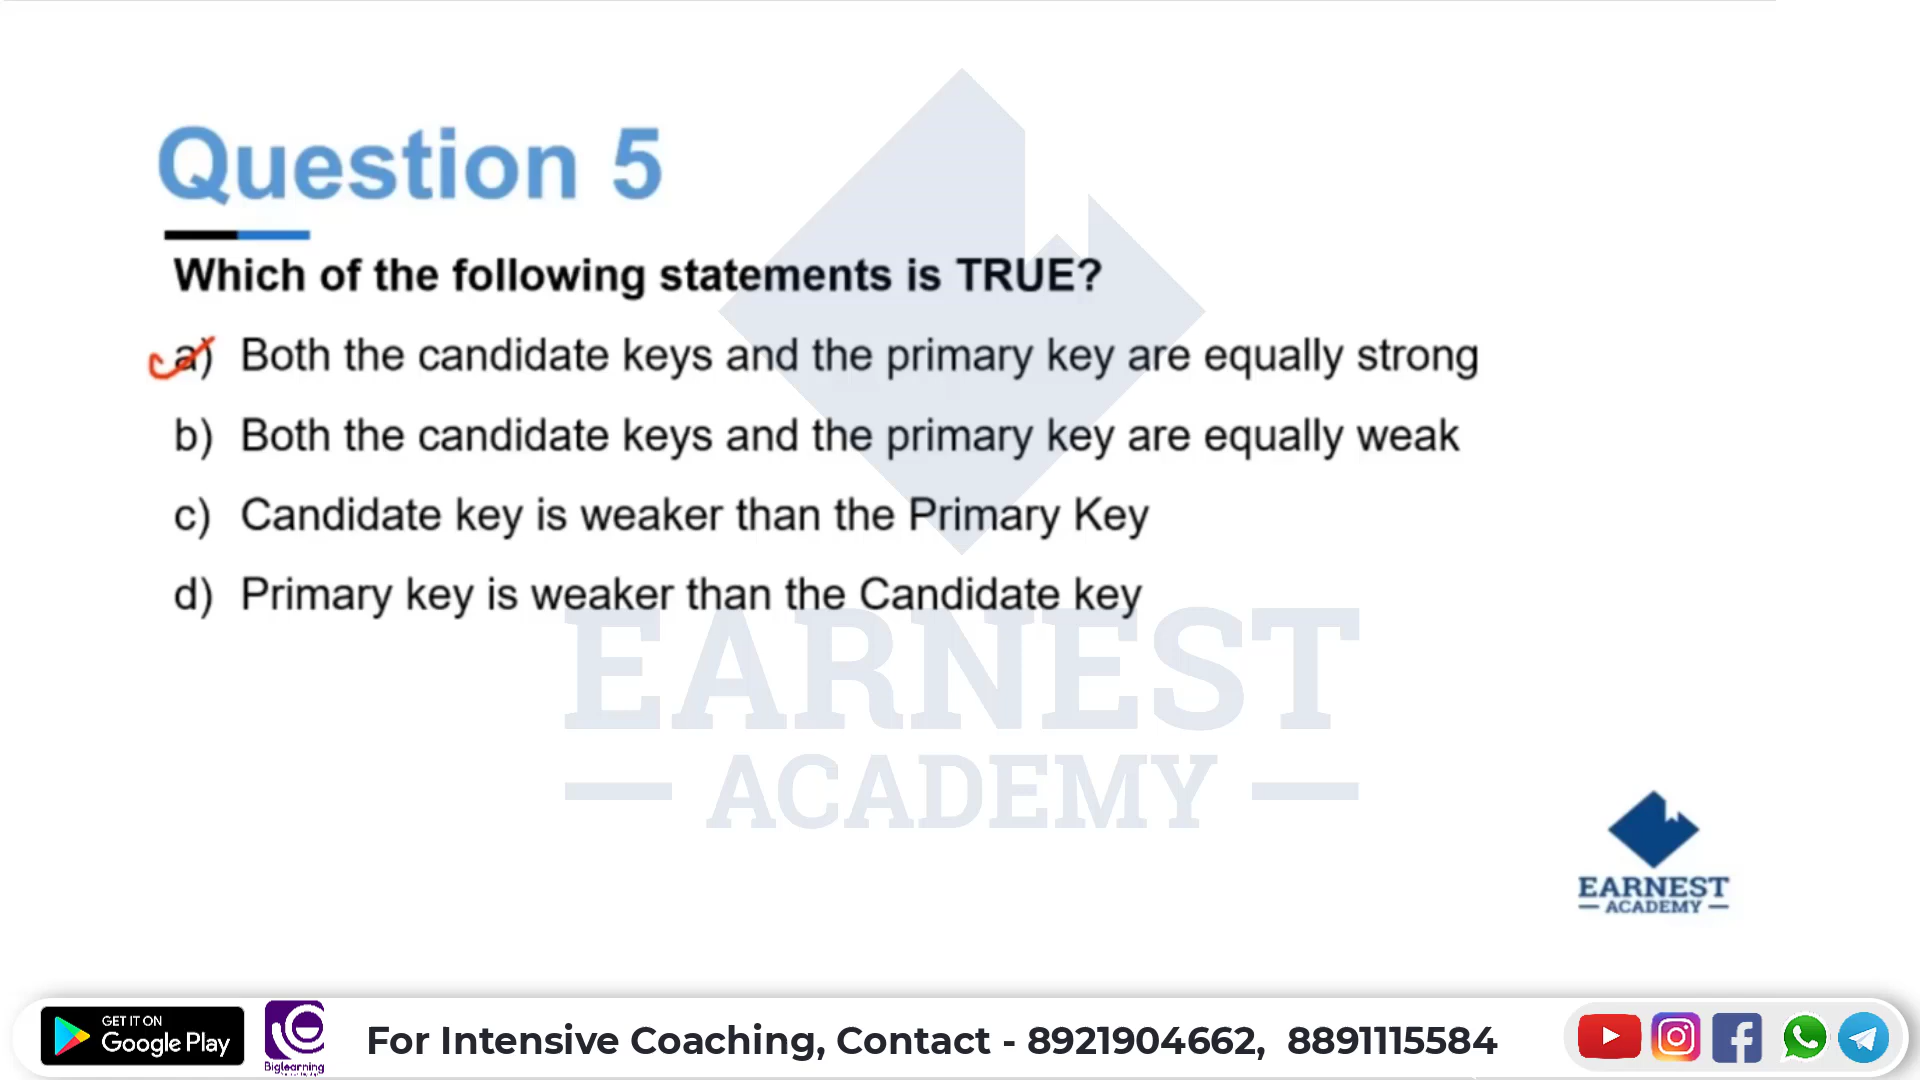 Question 5
Which of the following statements is TRUE?
a) Both the candidate keys and the primary key are equally strong
b) Both the candidate keys and the primary key are equally weak
c) Candidate key is weaker than the Primary Key
d) Primary key is weaker than the Candidate key
EARNEST
ACADEMY
EARNEST
ACADEMY
GET IT ON
Google Play
Biglearning
For Intensive Coaching, Contact - 8921904662, 8891115584